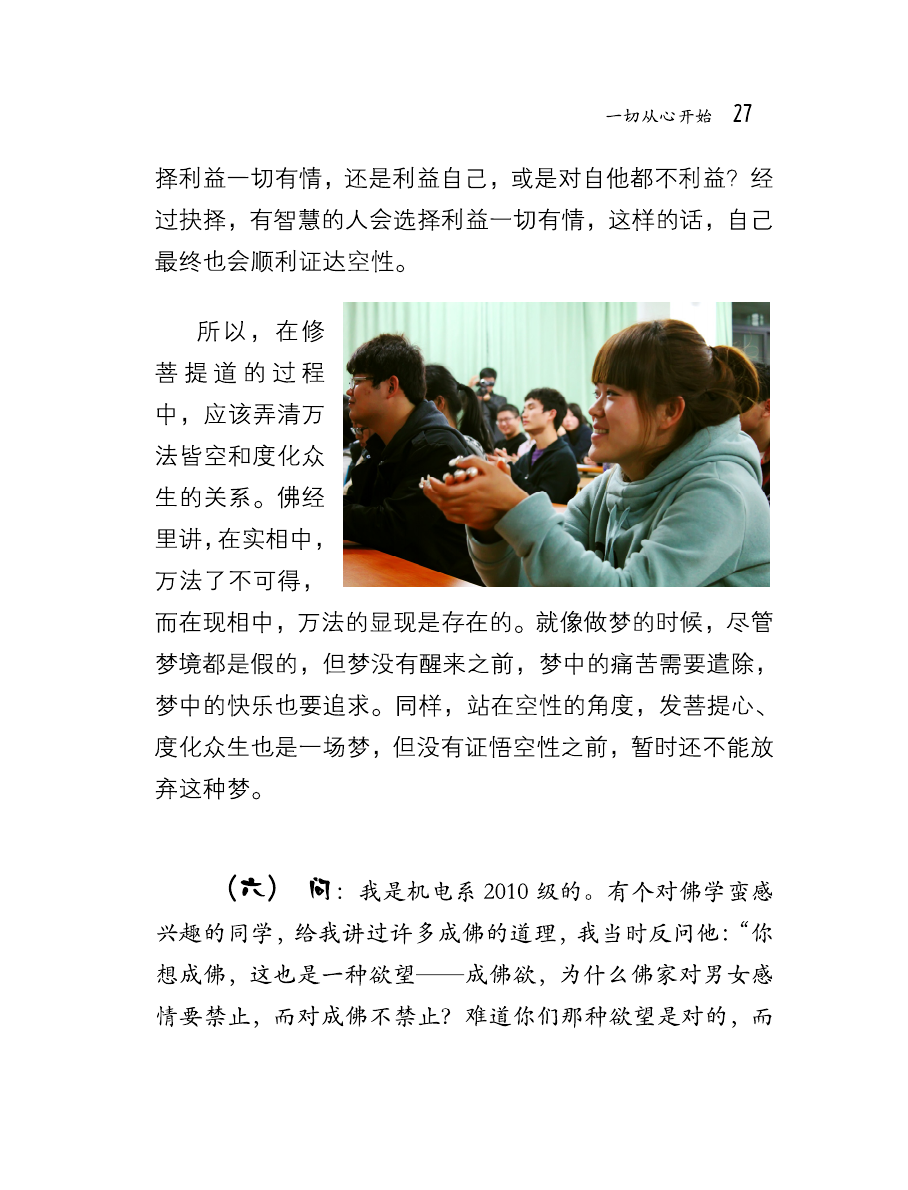 一切从心开始 27
择利益一切有情，还是利益自己，或是对自他都不利益？经
过抉择，有智慧的人会选择利益一切有情，这样的话，自己
最终也会顺利证达空性。
所以，在修
菩提道的过程
中，应该弄清万
法皆空和度化众
生的关系。佛经
里讲，在实相中，
万法了不可得，
而在现相中，万法的显现是存在的。就像做梦的时候，尽管
梦境都是假的，但梦没有醒来之前，梦中的痛苦需要遣除，
梦中的快乐也要追求。同样，站在空性的角度，发菩提心、
度化众生也是一场梦，但没有证悟空性之前，暂时还不能放
弃这种梦。
（六） 问：我是机电系 2010 级的。有个对佛学蛮感
兴趣的同学，给我讲过许多成佛的道理，我当时反问他：“你
想成佛，这也是一种欲望——成佛欲，为什么佛家对男女感
情要禁止，而对成佛不禁止？难道你们那种欲望是对的，而